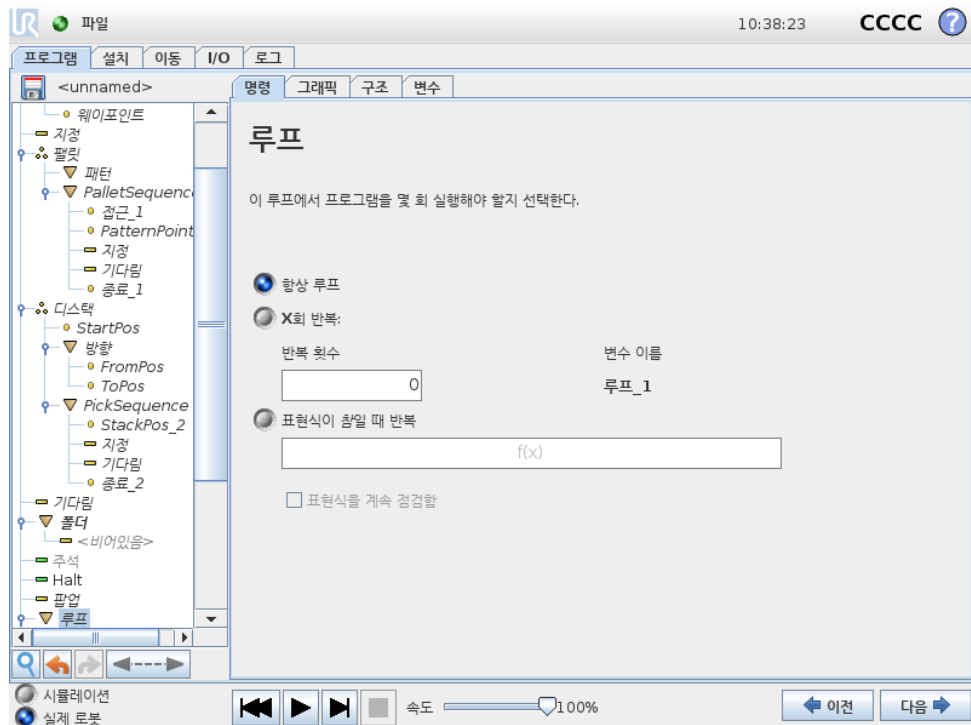 UR 파일 10:38:23 CCCC ?
프로그램 설치 이동 I/O 로그
<unnamed>
명령 그래픽 구조 변수
웨이포인트
지정
팰릿
패턴
PalletSequenc
접근_1
PatternPoint
지정
기다림
종료_1
디스택
StartPos
방향
FromPos
ToPos
PickSequence
StackPos_2
지정
기다림
종료_2
기다림
폴더
<비어있음>
주석
Halt
팝업
루프
루프
이 루프에서 프로그램을 몇 회 실행해야 할지 선택한다.
항상 루프
X회 반복:
반복 횟수 변수 이름
0 루프_1
표현식이 참일 때 반복
f(x)
표현식을 계속 점검함
시뮬레이션
실제 로봇
속도 100%
이전 다음